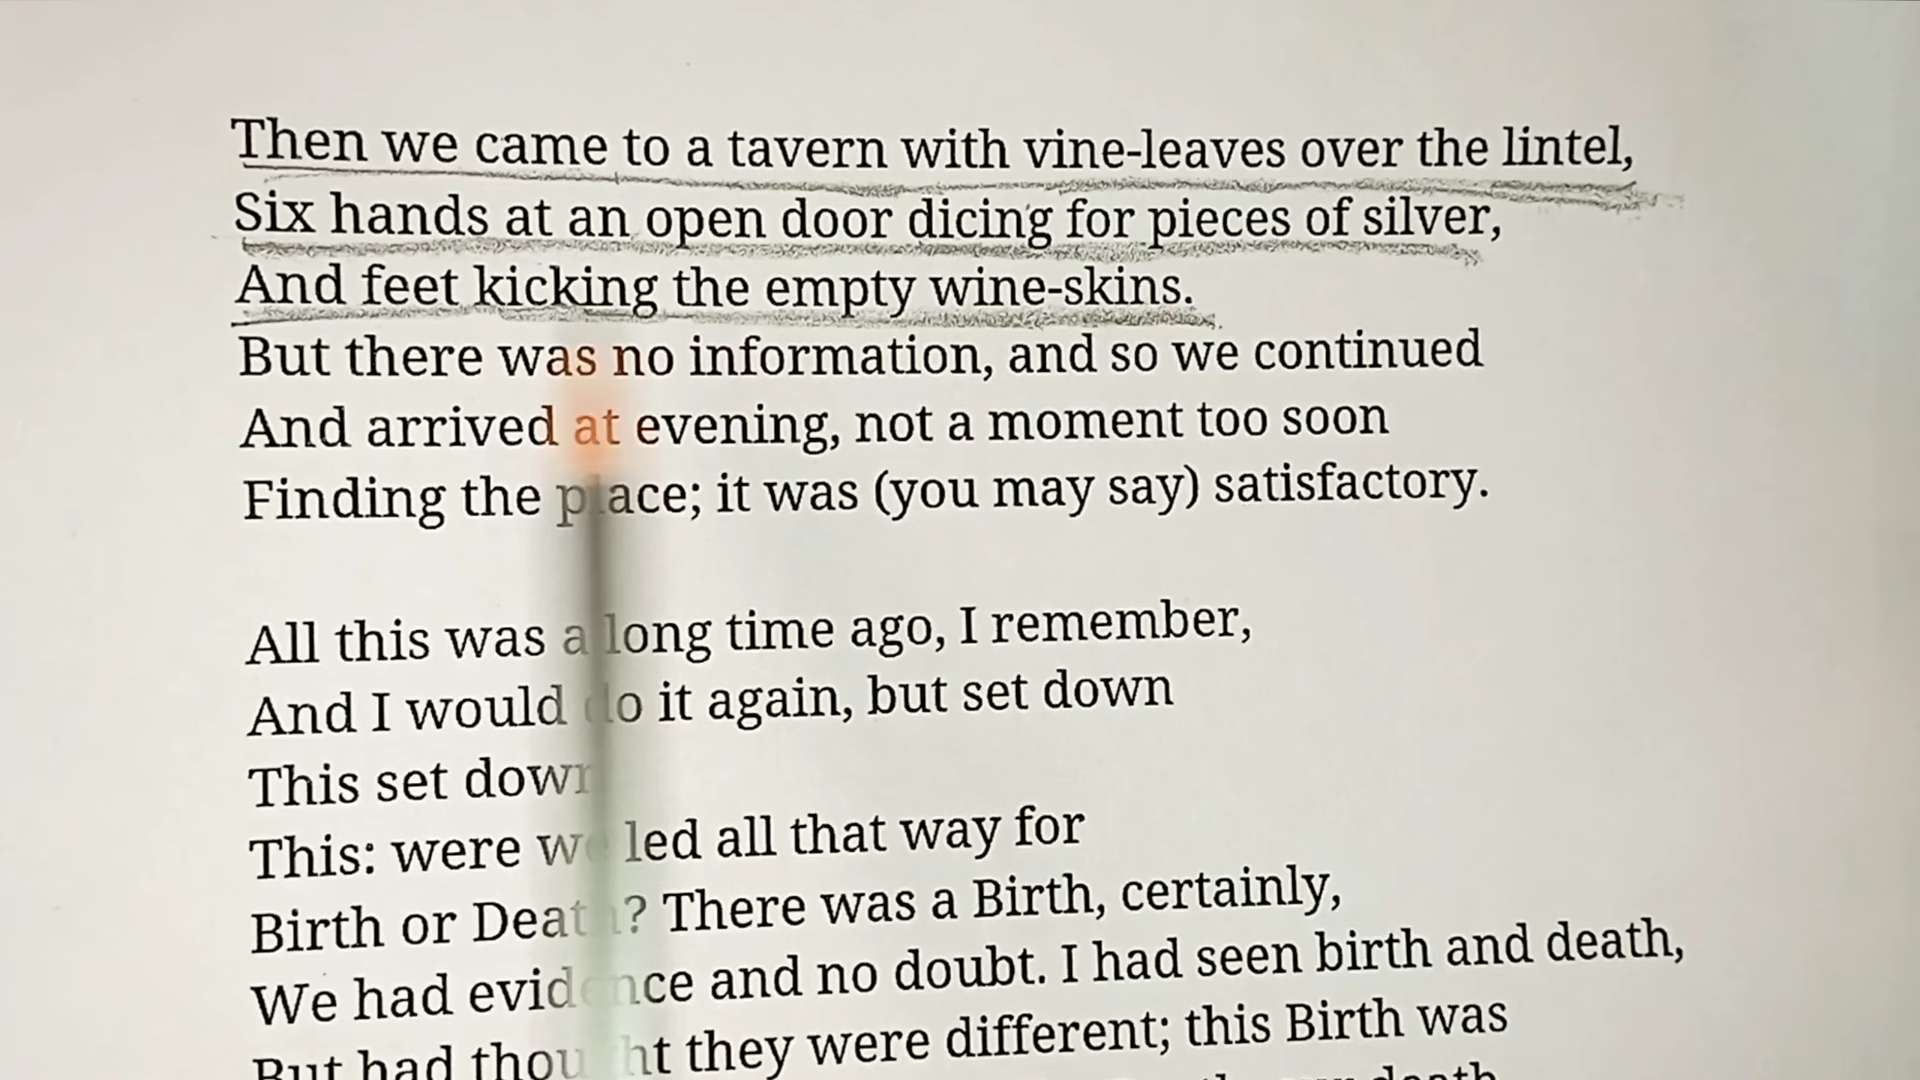 Then we came to a tavern with vine-leaves over the lintel,
Six hands at an open door dicing for pieces of silver,
And feet kicking the empty wine-skins.
But there was no information, and so we continued
And arrived at evening, not a moment too soon
Finding the place; it was (you may say) satisfactory.
All this was a long time ago, I remember,
And I would do it again, but set down
This set down
This: were we led all that way for
Birth or Death? There was a Birth, certainly,
We had evidence and no doubt. I had seen birth and death,
But had thought they were different; this Birth was
death